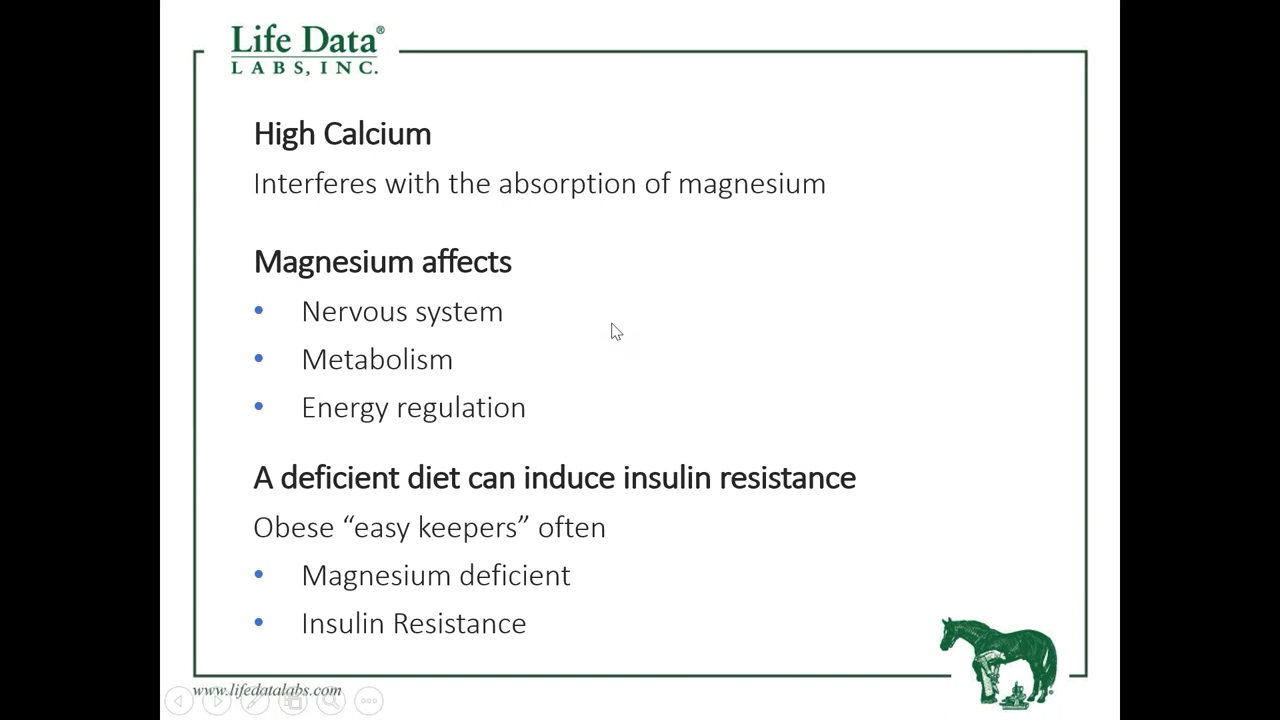 Life Data®
LABS, INC.
High Calcium
Interferes with the absorption of magnesium
Magnesium affects
• Nervous system
• Metabolism
• Energy regulation
A deficient diet can induce insulin resistance
Obese “easy keepers” often
• Magnesium deficient
• Insulin Resistance
www.lifedatalabs.com